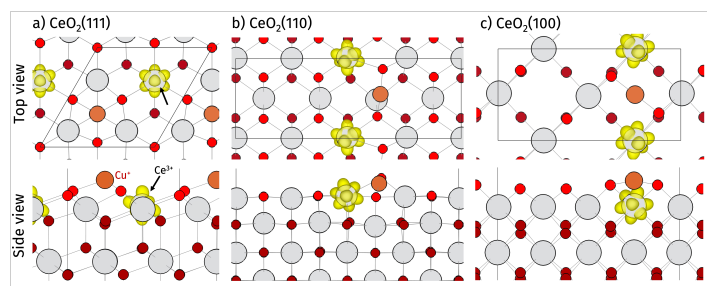 a) CeO₂(111)
b) CeO₂(110)
c) CeO₂(100)
Top view
Side view
Cu⁺
Ce³⁺